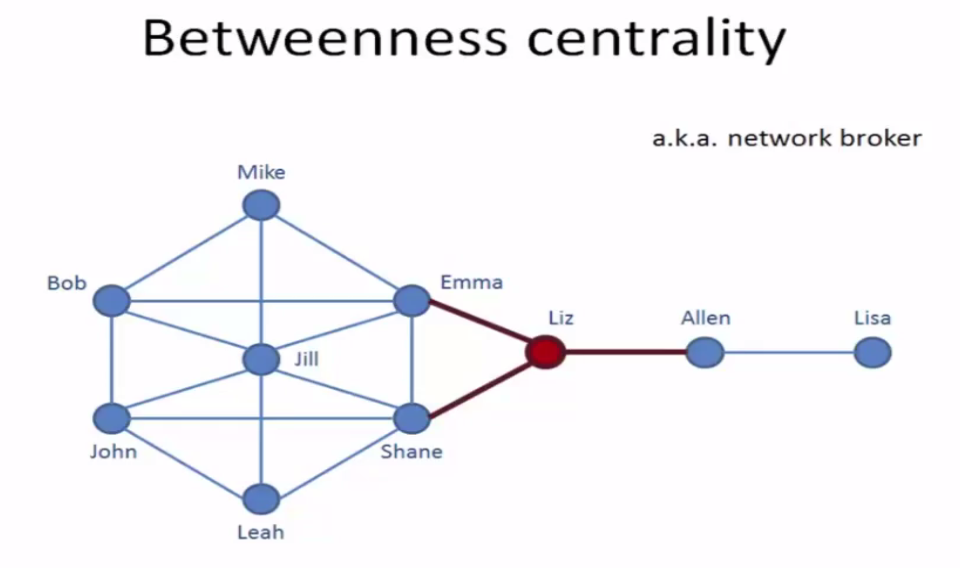 Betweenness centrality
a.k.a. network broker
Mike
Bob
Emma
Liz
Allen
Lisa
Jill
John
Shane
Leah